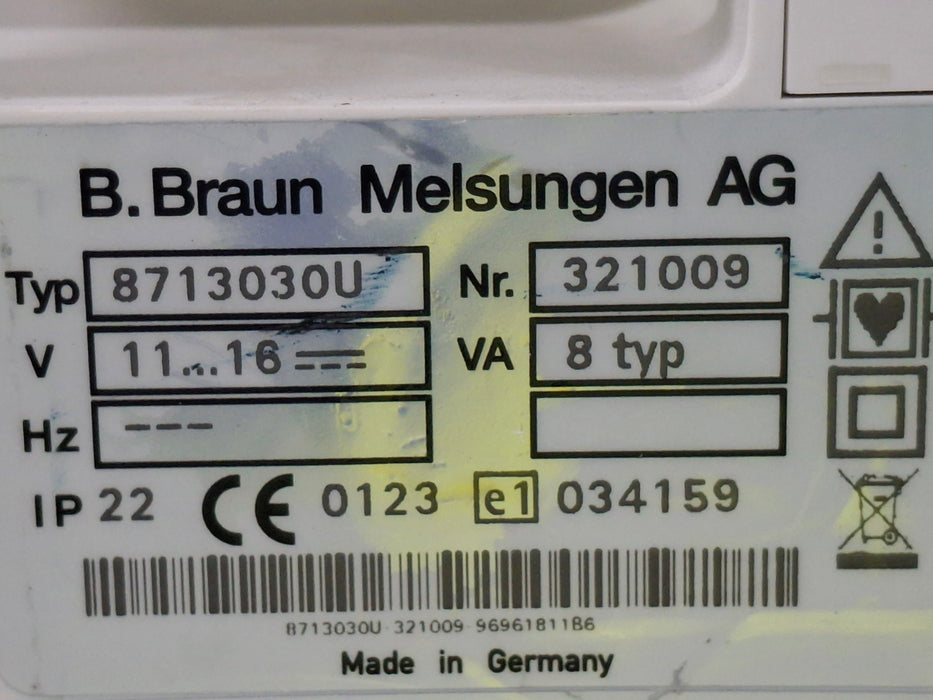 B. Braun Melsungen AG
Typ 8713030U Nr. 321009
V 11...16 VA 8 typ
Hz ---
IP 22 CE 0123 e1 034159
8713030U-321009-96961811B6
Made in Germany